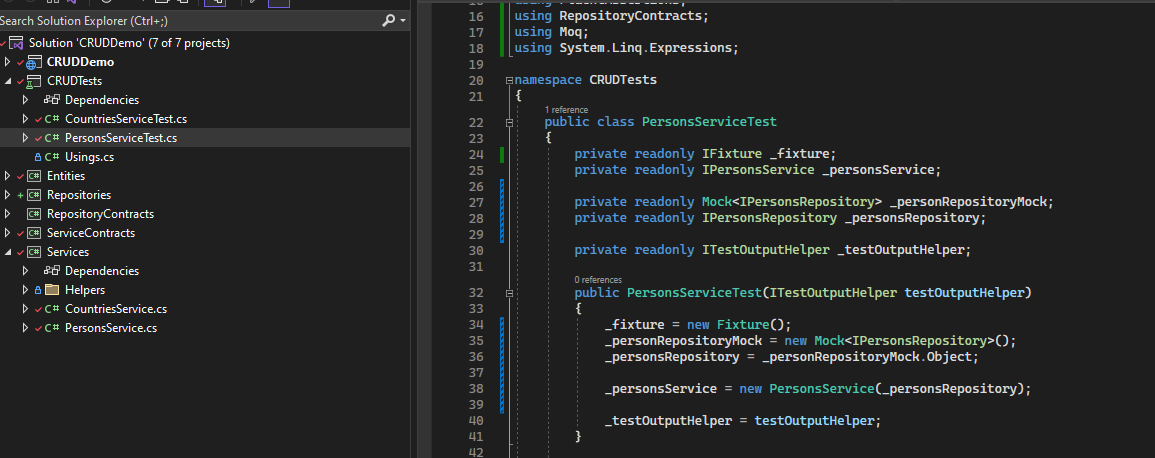 Search Solution Explorer (Ctrl+;)
Solution 'CRUDDemo' (7 of 7 projects)
CRUDDemo
CRUDTests
Dependencies
C# CountriesServiceTest.cs
C# PersonsServiceTest.cs
C# Usings.cs
C# Entities
C# Repositories
C# RepositoryContracts
C# ServiceContracts
C# Services
Dependencies
Helpers
C# CountriesService.cs
C# PersonsService.cs
16 using RepositoryContracts;
17 using Moq;
18 using System.Linq.Expressions;
19
20 namespace CRUDTests
21 {
1 reference
22 public class PersonsServiceTest
23 {
24 private readonly IFixture _fixture;
25 private readonly IPersonsService _personsService;
26
27 private readonly Mock<IPersonsRepository> _personRepositoryMock;
28 private readonly IPersonsRepository _personsRepository;
29
30 private readonly ITestOutputHelper _testOutputHelper;
31
0 references
32 public PersonsServiceTest(ITestOutputHelper testOutputHelper)
33 {
34 _fixture = new Fixture();
35 _personRepositoryMock = new Mock<IPersonsRepository>();
36 _personsRepository = _personRepositoryMock.Object;
37
38 _personsService = new PersonsService(_personsRepository);
39
40 _testOutputHelper = testOutputHelper;
41 }
42